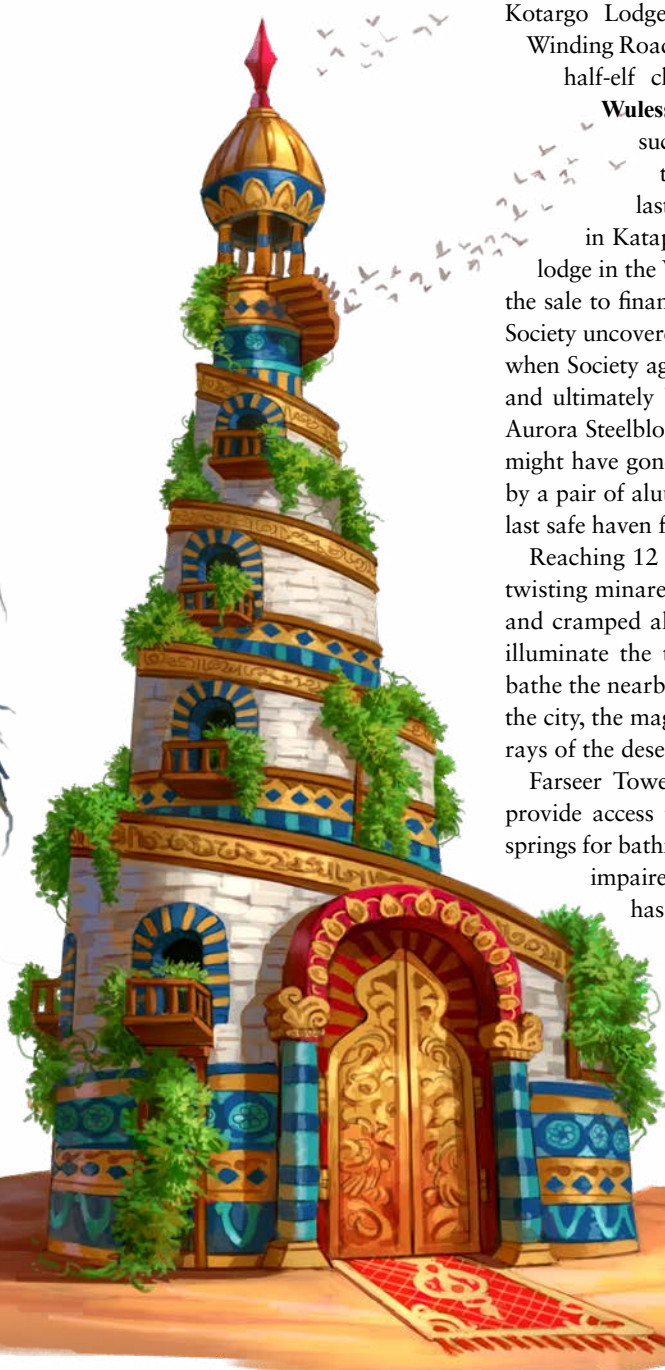 Kotargo Lodge
Winding Road
half-elf
Wules
suc
t
last
in Katap
lodge in the
the sale to finan
Society uncovere
when Society ag
and ultimately
Aurora Steelblo
might have gon
by a pair of alu
last safe haven f
Reaching 12
twisting minare
and cramped al
illuminate the t
bathe the nearb
the city, the mag
rays of the dese
Farseer Towe
provide access
springs for bathi
impaire
has